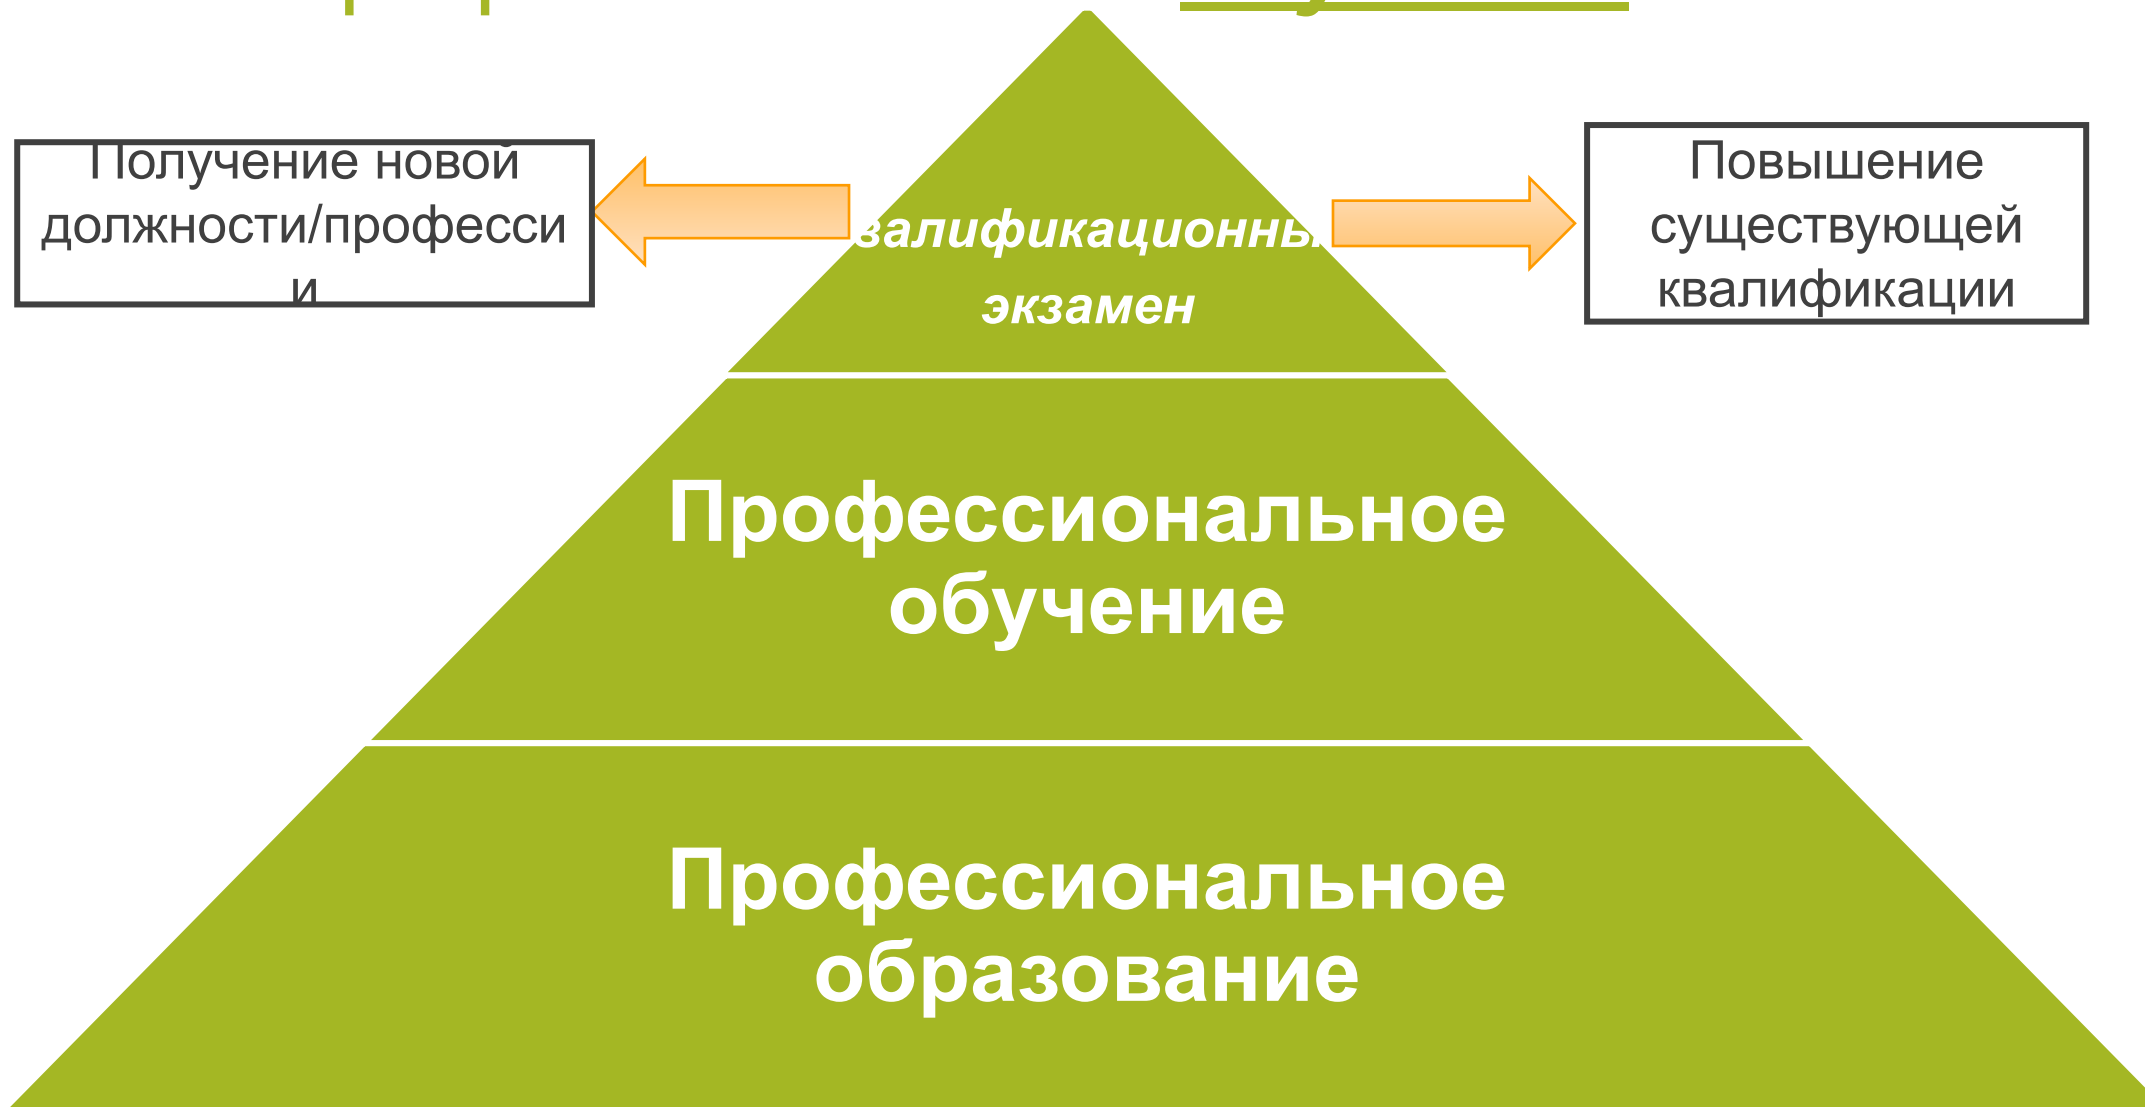 Получение новой
должности/професси
и
Повышение
существующей
квалификации
валификационны
экзамен
Профессиональное
обучение
Профессиональное
образование